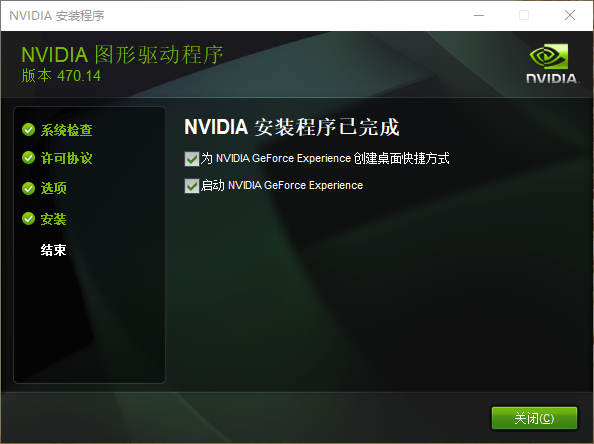 NVIDIA 安装程序
NVIDIA 图形驱动程序
版本 470.14
NVIDIA.
系统检查
许可协议
选项
安装
结束
NVIDIA 安装程序已完成
为 NVIDIA GeForce Experience 创建桌面快捷方式
启动 NVIDIA GeForce Experience
关闭(C)